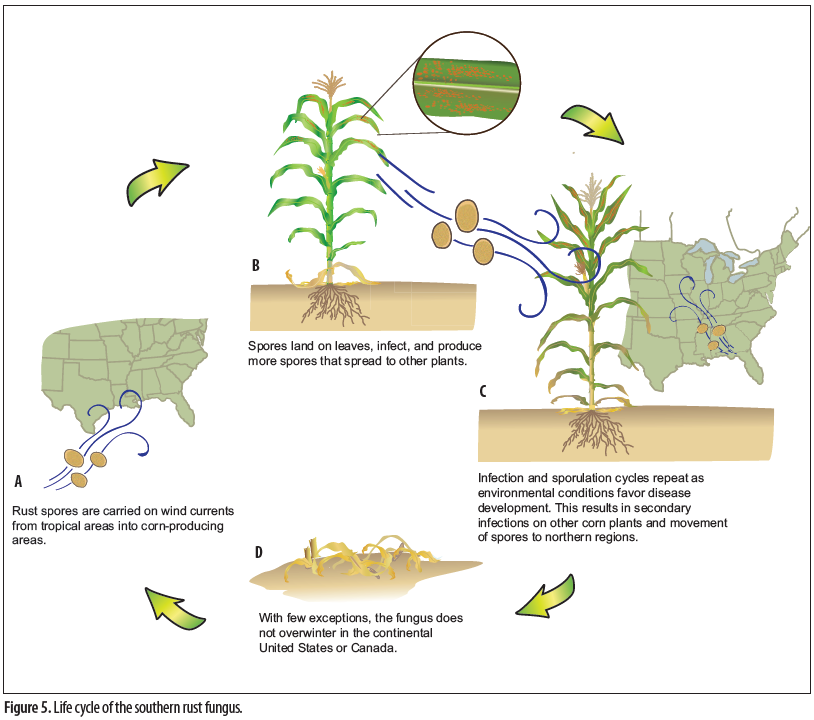 A
Rust spores are carried on wind currents
from tropical areas into corn-producing
areas.
B
Spores land on leaves, infect, and produce
more spores that spread to other plants.
C
Infection and sporulation cycles repeat as
environmental conditions favor disease
development. This results in secondary
infections on other corn plants and movement
of spores to northern regions.
D
With few exceptions, the fungus does
not overwinter in the continental
United States or Canada.
Figure 5. Life cycle of the southern rust fungus.